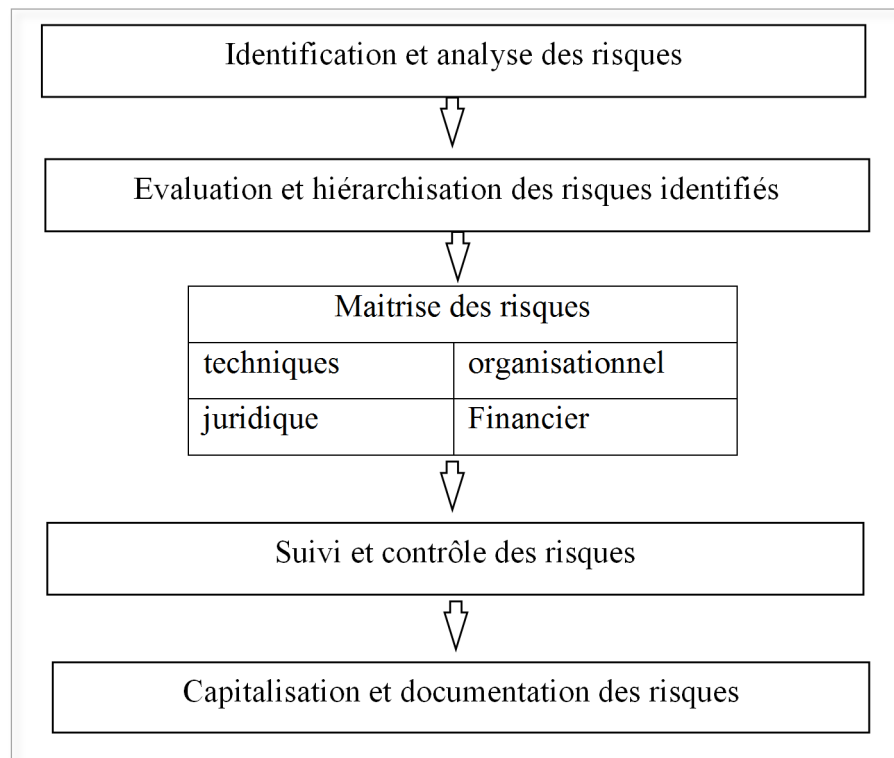 Identification et analyse des risques
Evaluation et hiérarchisation des risques identifiés
Maitrise des risques
techniques organisationnel
juridique Financier
Suivi et contrôle des risques
Capitalisation et documentation des risques